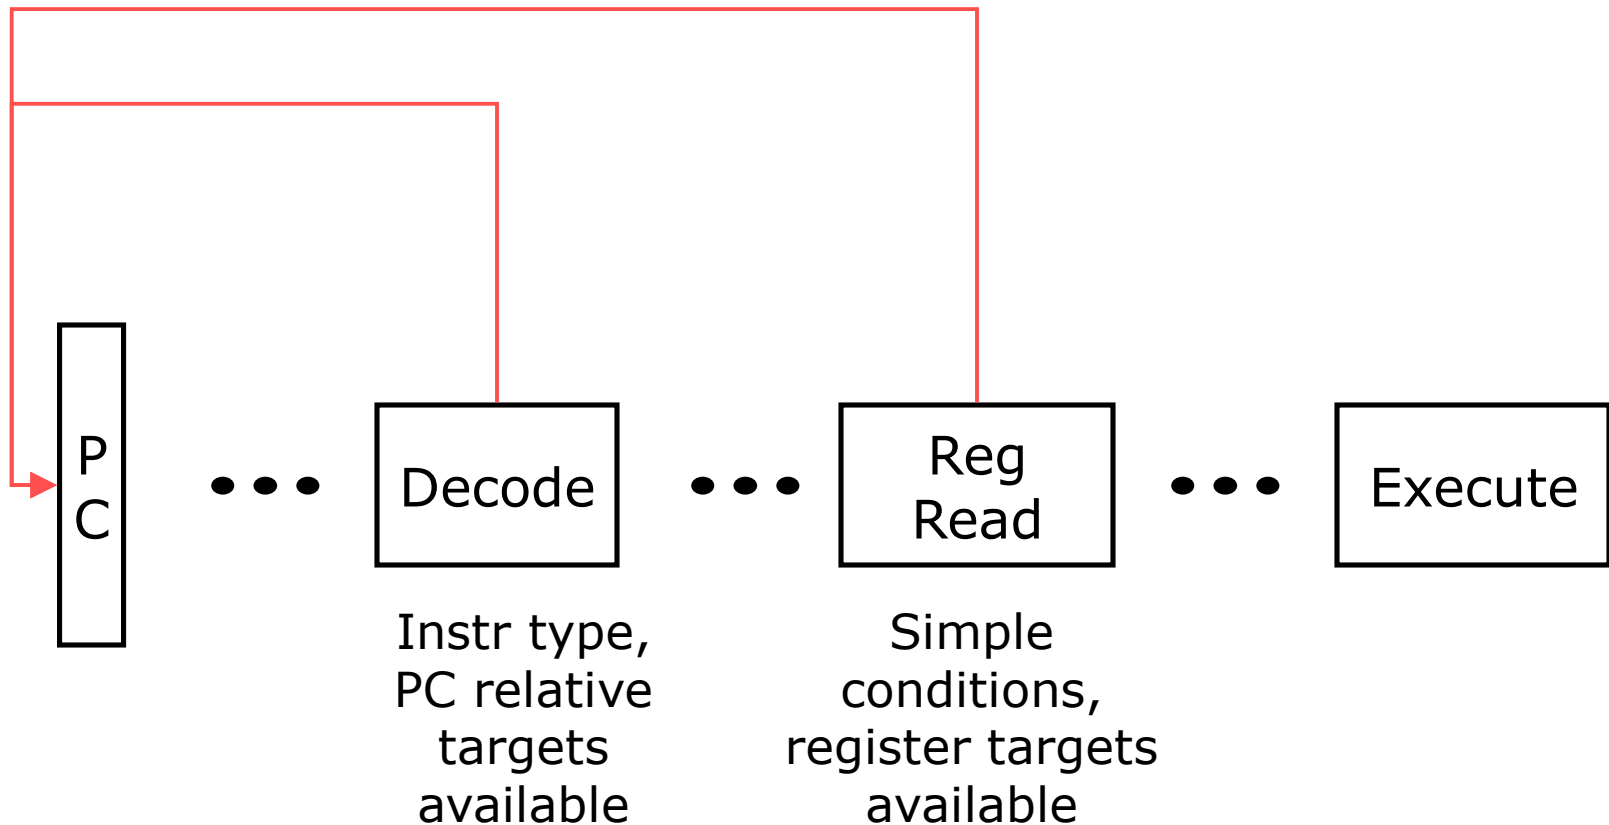 P
C
Decode
Reg
Read
Execute
Instr type,
PC relative
targets
available
Simple
conditions,
register targets
available